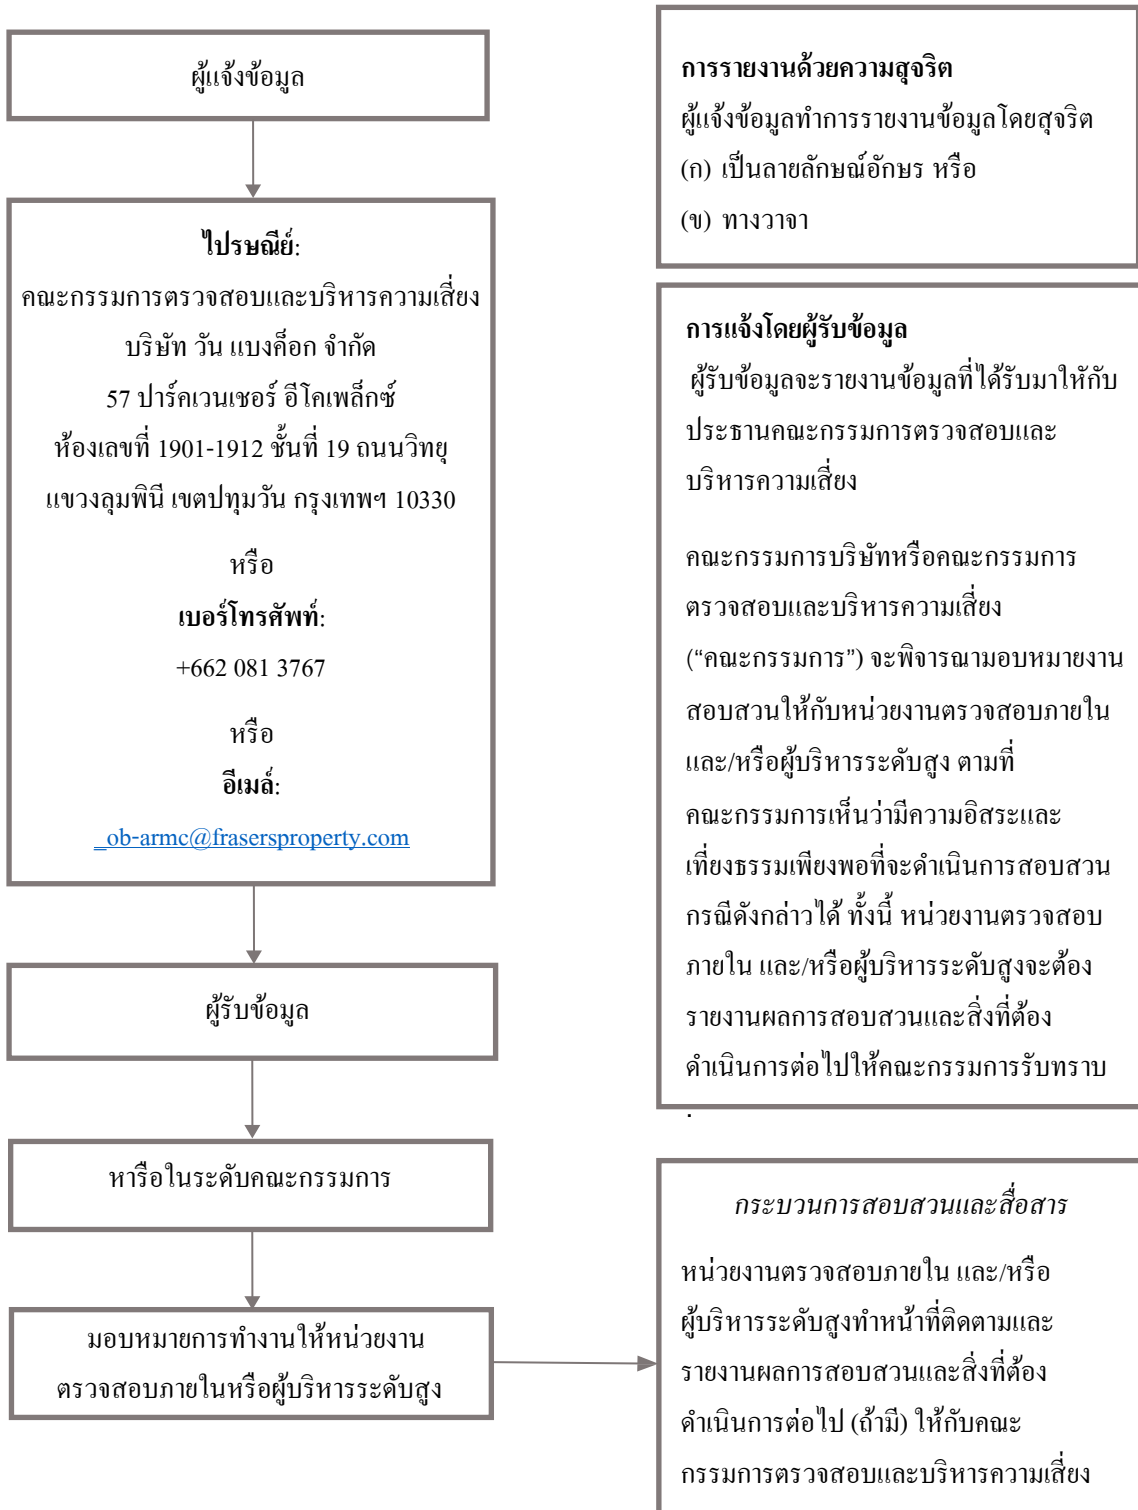 ผู้แจ้งข้อมูล
ไปรษณีย์:
คณะกรรมการตรวจสอบและบริหารความเสี่ยง
บริษัท วัน แบงค็อก จำกัด
57 ปาร์คเวนเชอร์ อีโคเพล็กซ์
ห้องเลขที่ 1901-1912 ชั้นที่ 19 ถนนวิทยุ
แขวงลุมพินี เขตปทุมวัน กรุงเทพฯ 10330
หรือ
เบอร์โทรศัพท์:
+662 081 3767
หรือ
อีเมล์:
_ob-armc@frasersproperty.com
ผู้รับข้อมูล
หารือในระดับคณะกรรมการ
มอบหมายการทำงานให้หน่วยงาน
ตรวจสอบภายในหรือผู้บริหารระดับสูง
การรายงานด้วยความสุจริต
ผู้แจ้งข้อมูลทำการรายงานข้อมูลโดยสุจริต
(ก) เป็นลายลักษณ์อักษร หรือ
(ข) ทางวาจา
การแจ้งโดยผู้รับข้อมูล
ผู้รับข้อมูลจะรายงานข้อมูลที่ได้รับมาให้กับ
ประธานคณะกรรมการตรวจสอบและ
บริหารความเสี่ยง
คณะกรรมการบริษัทหรือคณะกรรมการ
ตรวจสอบและบริหารความเสี่ยง
(“คณะกรรมการ”) จะพิจารณามอบหมายงาน
สอบสวนให้กับหน่วยงานตรวจสอบภายใน
และ/หรือผู้บริหารระดับสูง ตามที่
คณะกรรมการเห็นว่ามีความอิสระและ
เที่ยงธรรมเพียงพอที่จะดำเนินการสอบสวน
กรณีดังกล่าวได้ ทั้งนี้ หน่วยงานตรวจสอบ
ภายใน และ/หรือผู้บริหารระดับสูงจะต้อง
รายงานผลการสอบสวนและสิ่งที่ต้อง
ดำเนินการต่อไปให้คณะกรรมการรับทราบ
.
กระบวนการสอบสวนและสื่อสาร
หน่วยงานตรวจสอบภายใน และ/หรือ
ผู้บริหารระดับสูงทำหน้าที่ติดตามและ
รายงานผลการสอบสวนและสิ่งที่ต้อง
ดำเนินการต่อไป (ถ้ามี) ให้กับคณะ
กรรมการตรวจสอบและบริหารความเสี่ยง